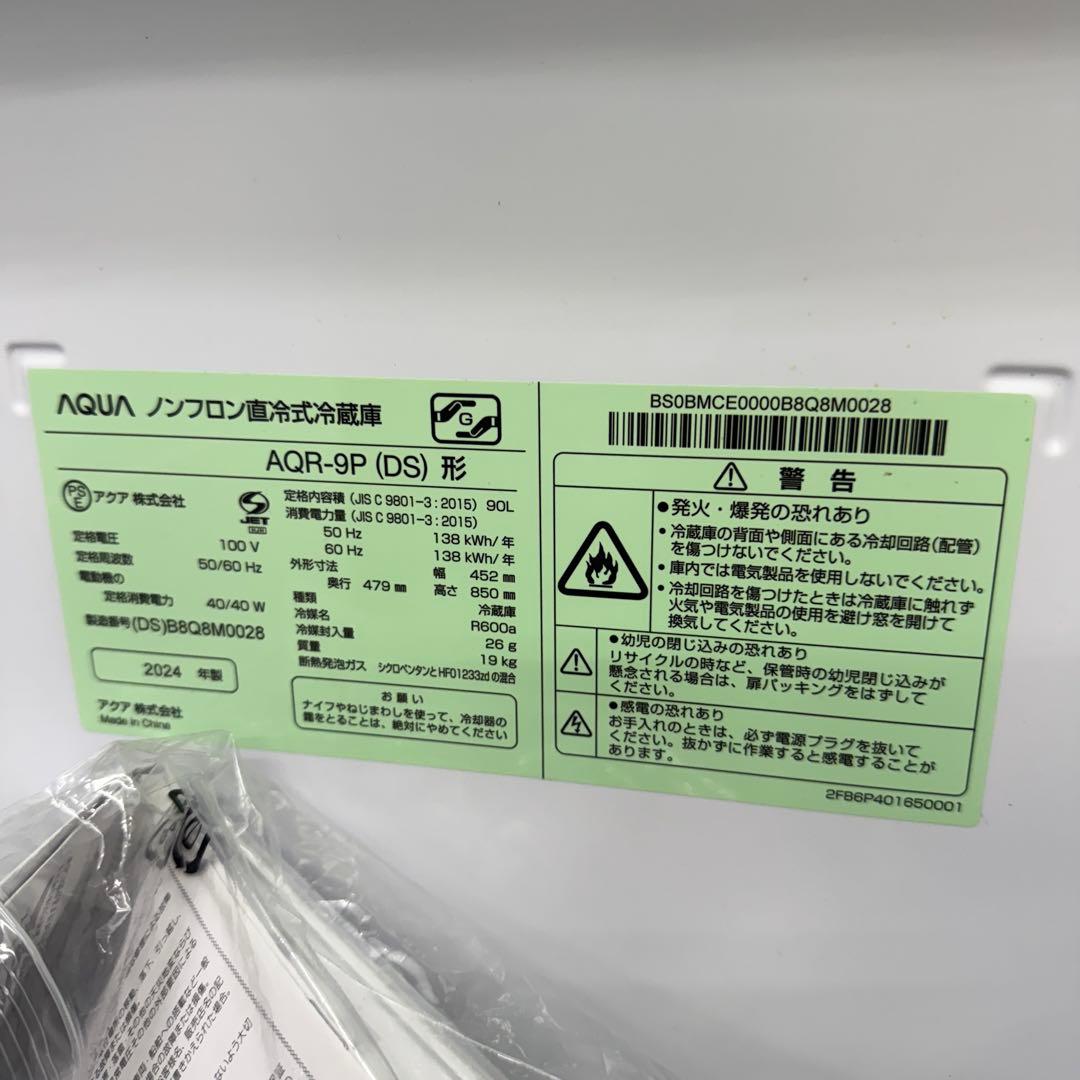 AQUA ノンフロン直冷式冷蔵庫
G
AQR-9P (DS) 形
PSE アクア 株式会社
JET
定格電圧 100 V
定格周波数 50/60 Hz
電動機の
定格消費電力 40/40 W
製造番号(DS)B8Q8M0028
2024 年製
アクア 株式会社
Made in China
定格内容積 (JIS C 9801-3 : 2015) 90L
消費電力量 (JIS C 9801-3 : 2015)
50 Hz 138 kWh/年
60 Hz 138 kWh/年
外形寸法 幅 452 mm
奥行 479 mm 高さ 850 mm
種類 冷蔵庫
冷媒名 R600a
冷媒封入量 26 g
質量 19 kg
断熱発泡ガス シクロペンタンとHFO1233zdの混合
お願い
ナイフやねじまわしを使って、冷却器の
霜をとることは、絶対にやめてください
BS0BMCE0000B8Q8M0028
警告
●発火・爆発の恐れあり
・冷蔵庫の背面や側面にある冷却回路(配管)
を傷つけないでください。
・庫内では電気製品を使用しないでください。
・冷却回路を傷つけたときは冷蔵庫に触れず
火気や電気製品の使用を避け窓を開けて
換気してください。
●幼児の閉じ込みの恐れあり
リサイクルの時など、保管時の幼児閉じ込みが
懸念される場合は、扉パッキングをはずして
ください。
●感電の恐れあり
お手入れのときは、必ず電源プラグを抜いて
ください。抜かずに作業すると感電することが
あります。
2FB6P401650001